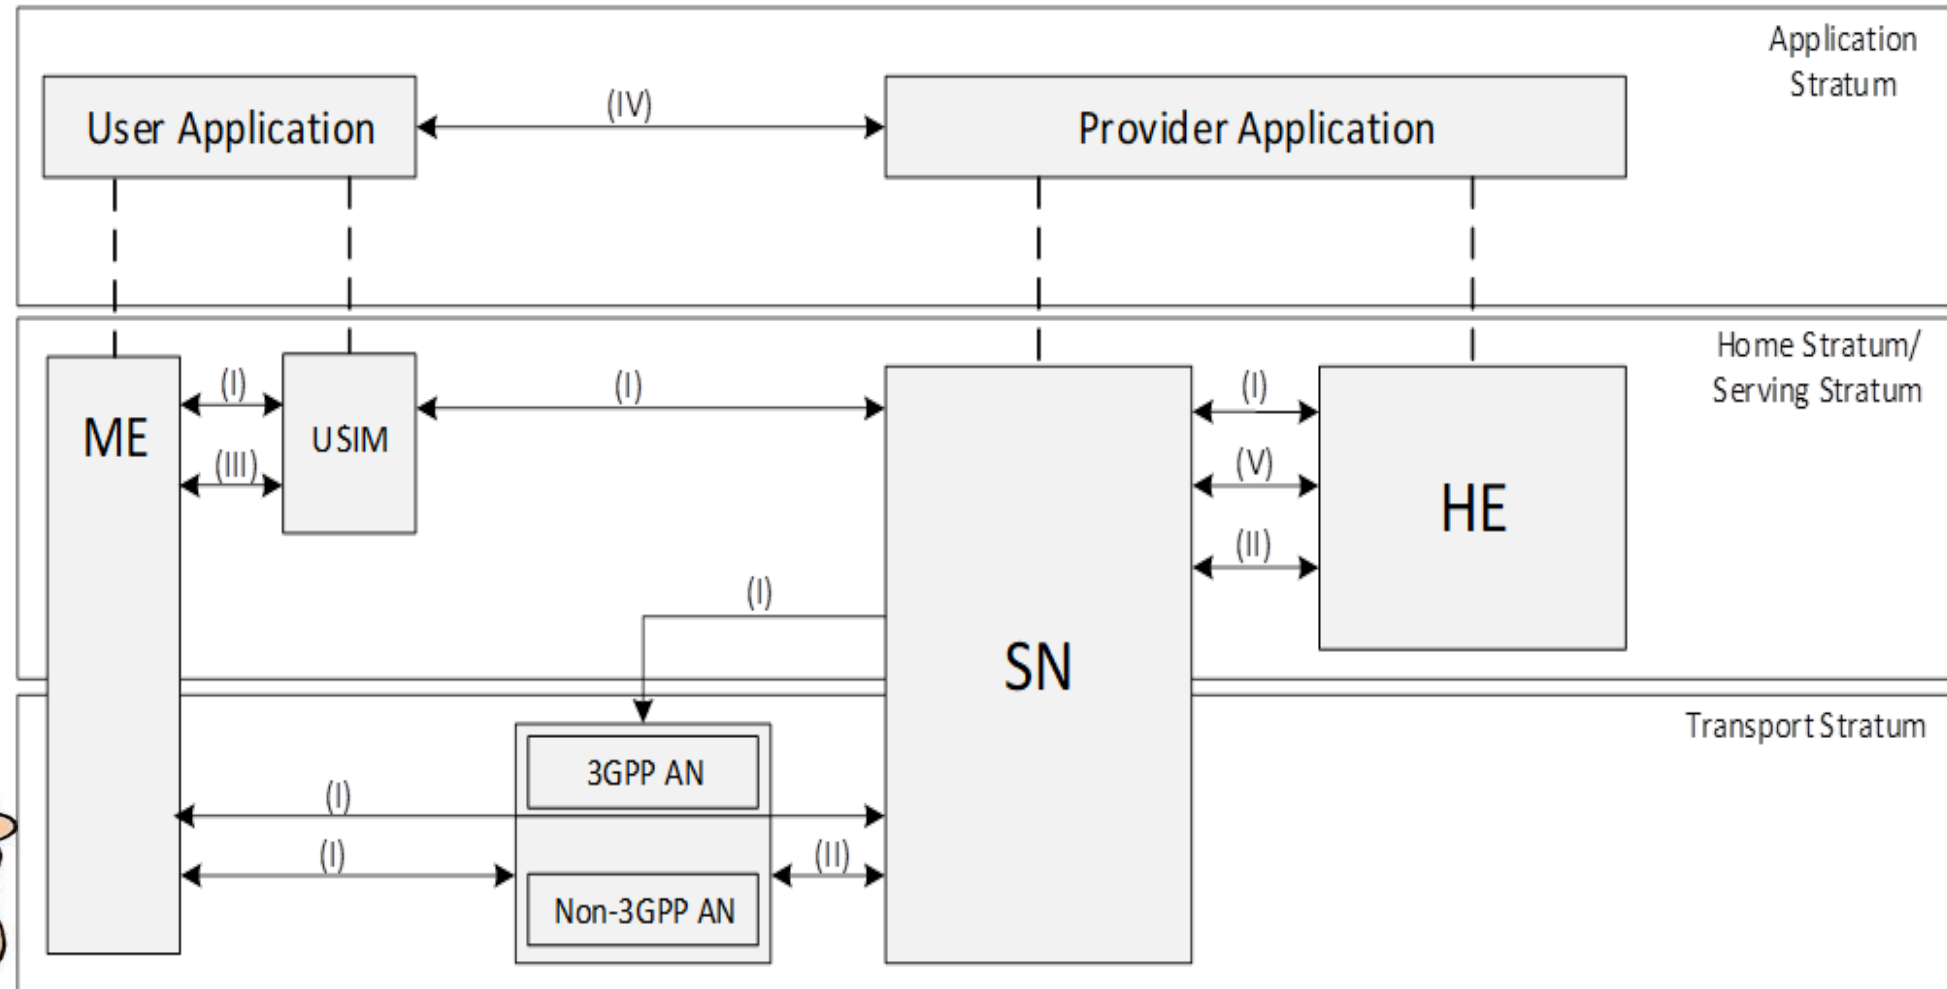 Application
Stratum
User Application
(IV)
Provider Application
Home Stratum/
Serving Stratum
ME
(I)
(III)
USIM
(I)
(I)
(V)
(II)
HE
(I)
SN
Transport Stratum
3GPP AN
(I)
(I)
(II)
Non-3GPP AN